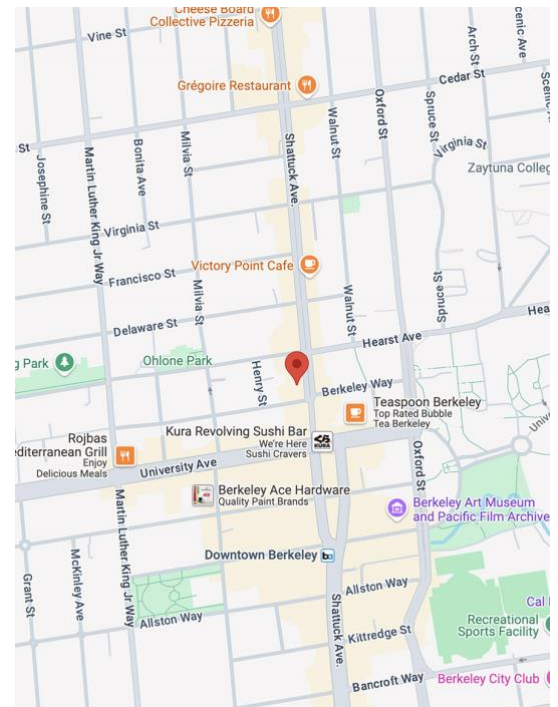 Cheese Board
Collective Pizzeria
Vine St
Grégoire Restaurant
Cedar St
Arch St
Oxford St
Spruce St
Walnut St
Shattuck Ave.
St
Josephine St
Martin Luther King Jr Way
Bonita Ave
Milvia St
Virginia St
Zaytuna Colleg
Virginia St
Victory Point Cafe
Francisco St
Milvia St
Walnut St
Spruce St
Delaware St
Hearst Ave
Hea
g Park
Ohlone Park
Henry St
Berkeley Way
Teaspoon Berkeley
Top Rated Bubble
Tea Berkeley
Kura Revolving Sushi Bar
We're Here
Sushi Cravers
KURA
Rojbas
editerranean Grill
Enjoy
Delicious Meals
University Ave
Univ
Oxford St
Berkeley Ace Hardware
Quality Paint Brands
Berkeley Art Museum
and Pacific Film Archive
Martin Luther King Jr Way
Downtown Berkeley
McKinley Ave
Grant St
Allston Way
Allston Way
Shattuck Ave.
Kittredge St
Cal
Recreational
Sports Facility
Bancroft Way
Berkeley City Club